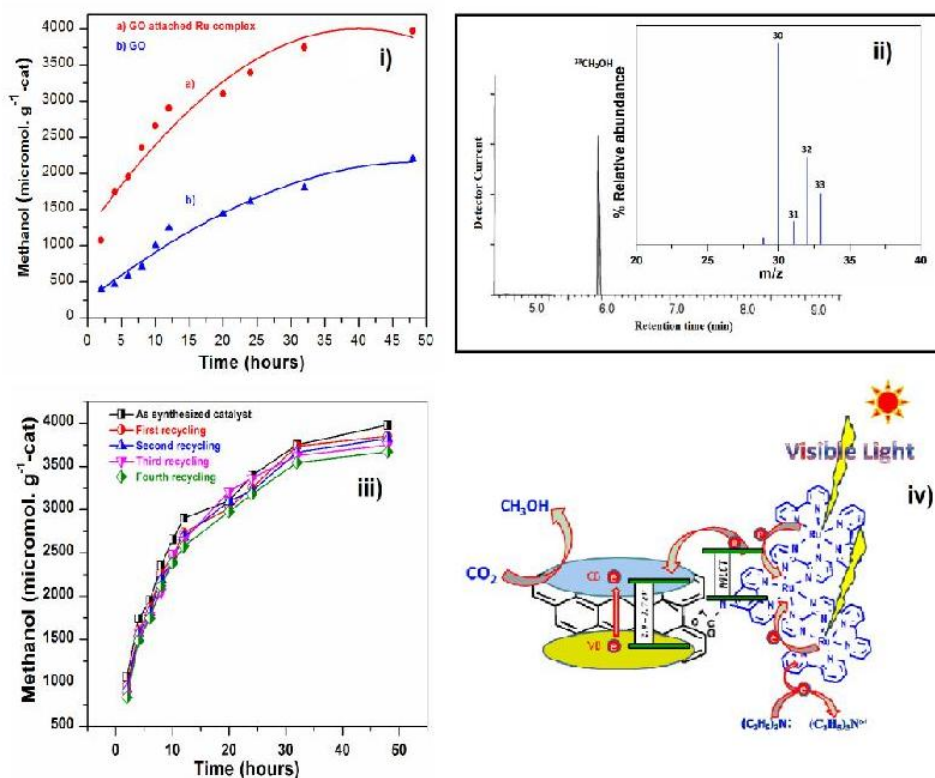 a) GO attached Ru complex
b) GO
i)
a)
b)
Methanol (micromol. g⁻¹ -cat)
4000
3500
3000
2500
2000
1500
1000
500
0
0 5 10 15 20 25 30 35 40 45 50
Time (hours)
ii)
CH₃OH
Detector Current
% Relative abundance
30
31
32
33
20 25 30 35 40
m/z
5.0 6.0 7.0 8.0 9.0
Retention time (min)
As synthesized catalyst
First recycling
Second recycling
Third recycling
Fourth recycling
iii)
Methanol (micromol. g⁻¹ -cat)
4000
3500
3000
2500
2000
1500
1000
500
0 10 20 30 40 50
Time (hours)
Visible Light
iv)
CH₃OH
CO₂
CB e
VB e
MLCT
Ru
Ru
Ru
(C₂H₅)₃N: (C₂H₅)₃N